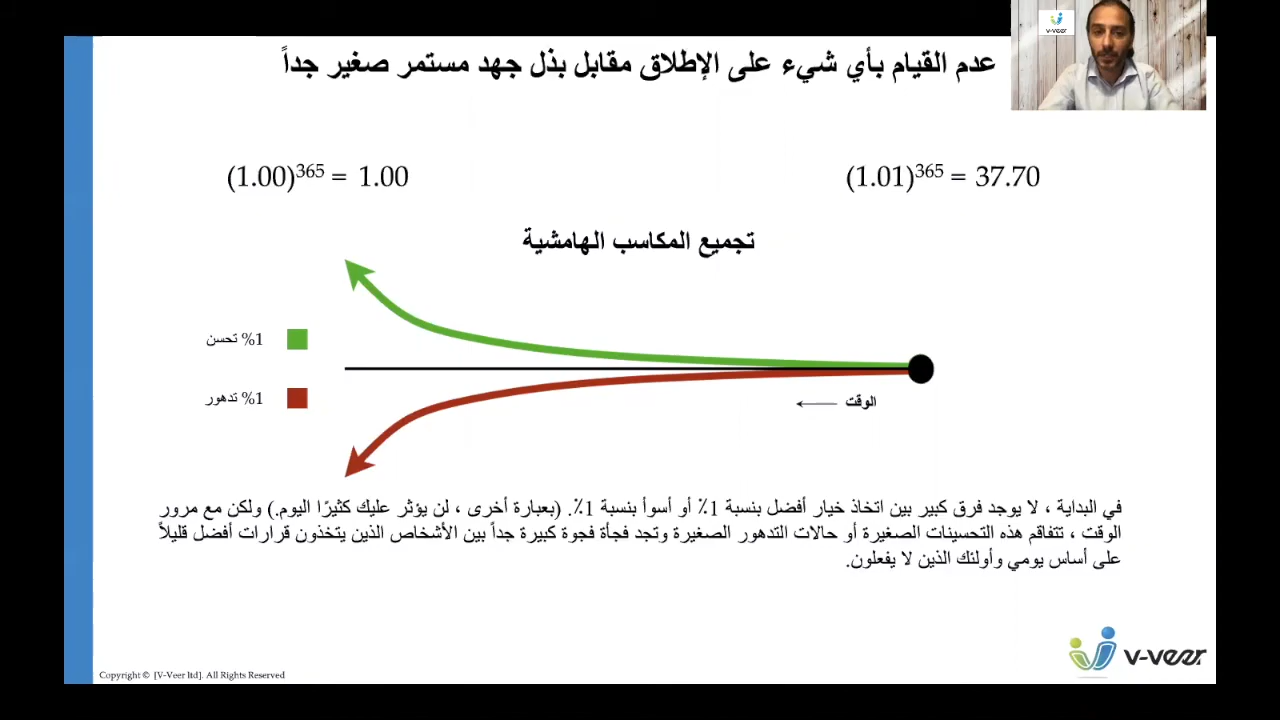 عدم القيام بأي شيء على الإطلاق مقابل بذل جهد مستمر صغير جداً
v-veer
(1.01)^365 = 37.70
(1.00)^365 = 1.00
تجميع المكاسب الهامشية
1% تحسن
1% تدهور
الوقت ←
في البداية ، لا يوجد فرق كبير بين اتخاذ خيار أفضل بنسبة 1٪ أو أسوأ بنسبة 1٪. (بعبارة أخرى ، لن يؤثر عليك كثيرًا اليوم.) ولكن مع مرور
الوقت ، تتفاقم هذه التحسينات الصغيرة أو حالات التدهور الصغيرة وتجد فجأة فجوة كبيرة جداً بين الأشخاص الذين يتخذون قرارات أفضل قليلاً
على أساس يومي وأولئك الذين لا يفعلون.
v-veer
Copyright © [V-Veer ltd]. All Rights Reserved